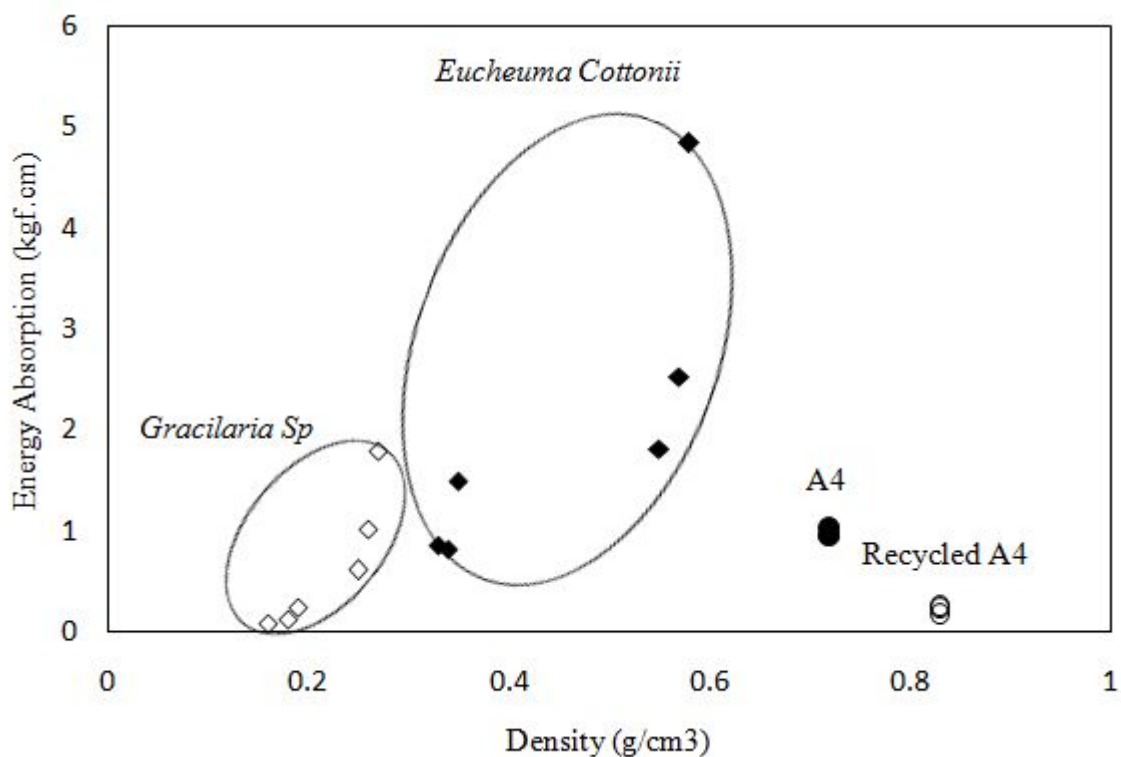 6
Eucheuma Cottonii
5
4
3
2
1
0
Energy Absorption (kgf.cm)
Gracilaria Sp
A4
Recycled A4
0 0.2 0.4 0.6 0.8 1
Density (g/cm3)